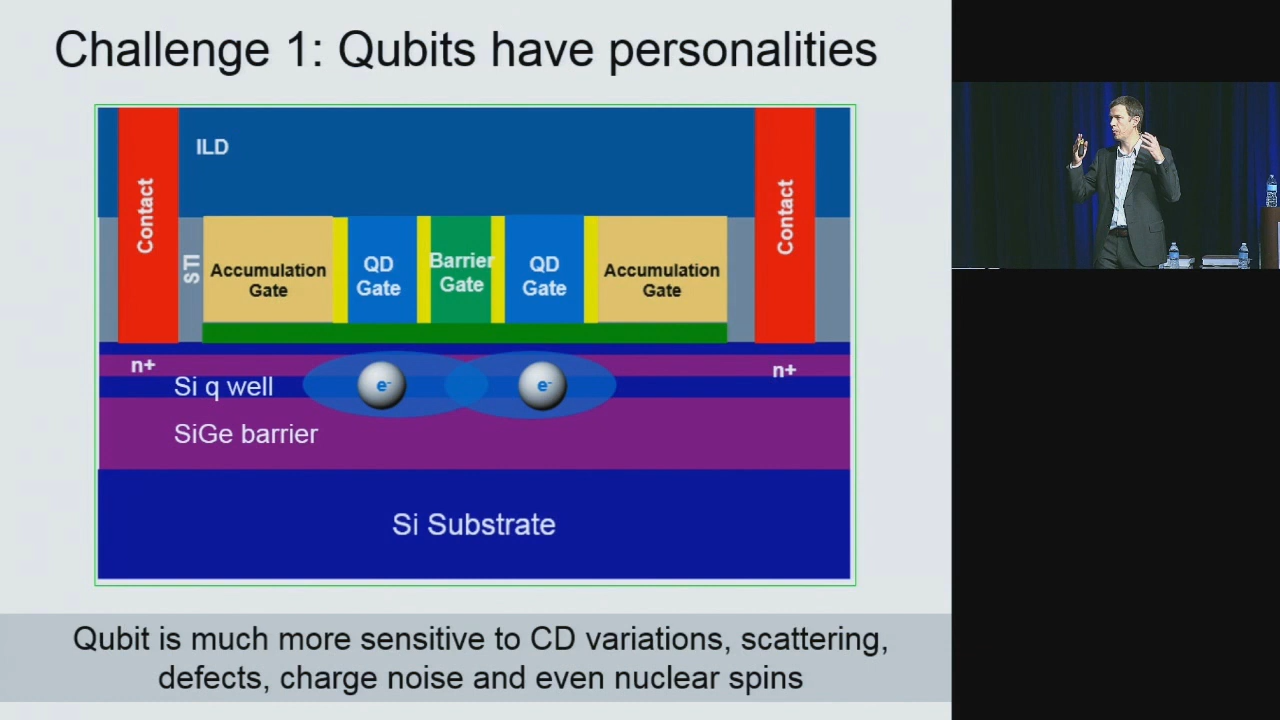 Challenge 1: Qubits have personalities
ILD
Contact
Contact
STI
Accumulation
Gate
QD
Gate
Barrier
Gate
QD
Gate
Accumulation
Gate
n+
n+
Si q well
e-
e-
SiGe barrier
Si Substrate
Qubit is much more sensitive to CD variations, scattering,
defects, charge noise and even nuclear spins